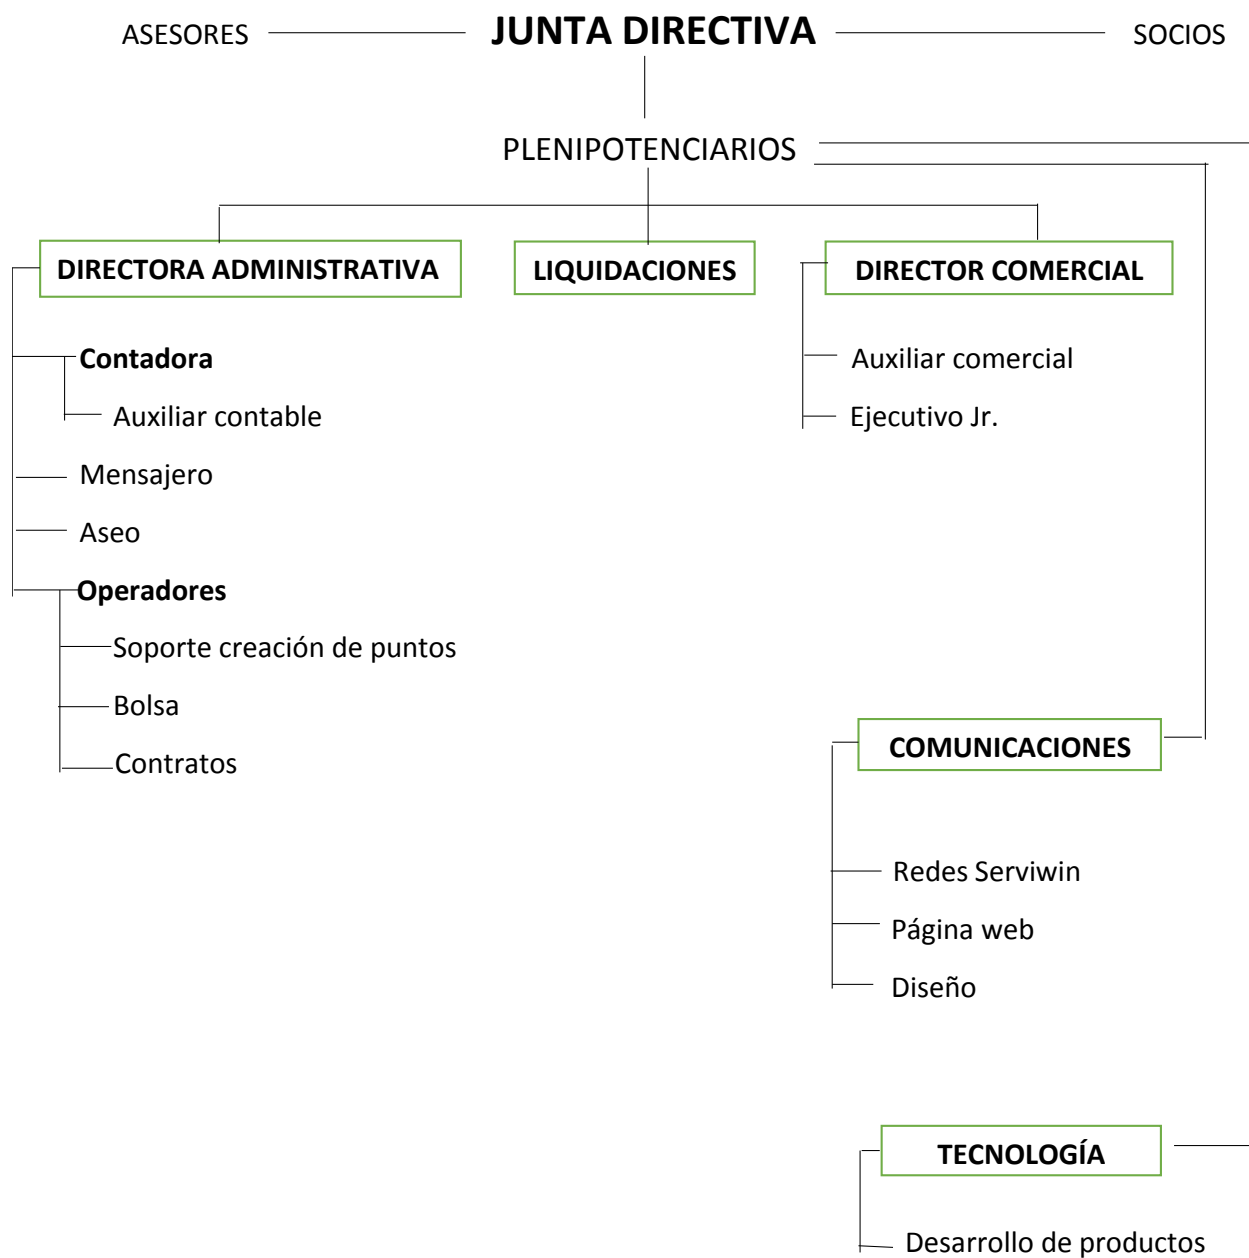 ASESORES JUNTA DIRECTIVA SOCIOS
PLENIPOTENCIARIOS
DIRECTORA ADMINISTRATIVA LIQUIDACIONES DIRECTOR COMERCIAL
Contadora
Auxiliar contable
Mensajero
Aseo
Operadores
Soporte creación de puntos
Bolsa
Contratos
Auxiliar comercial
Ejecutivo Jr.
COMUNICACIONES
Redes Serviwin
Página web
Diseño
TECNOLOGÍA
Desarrollo de productos